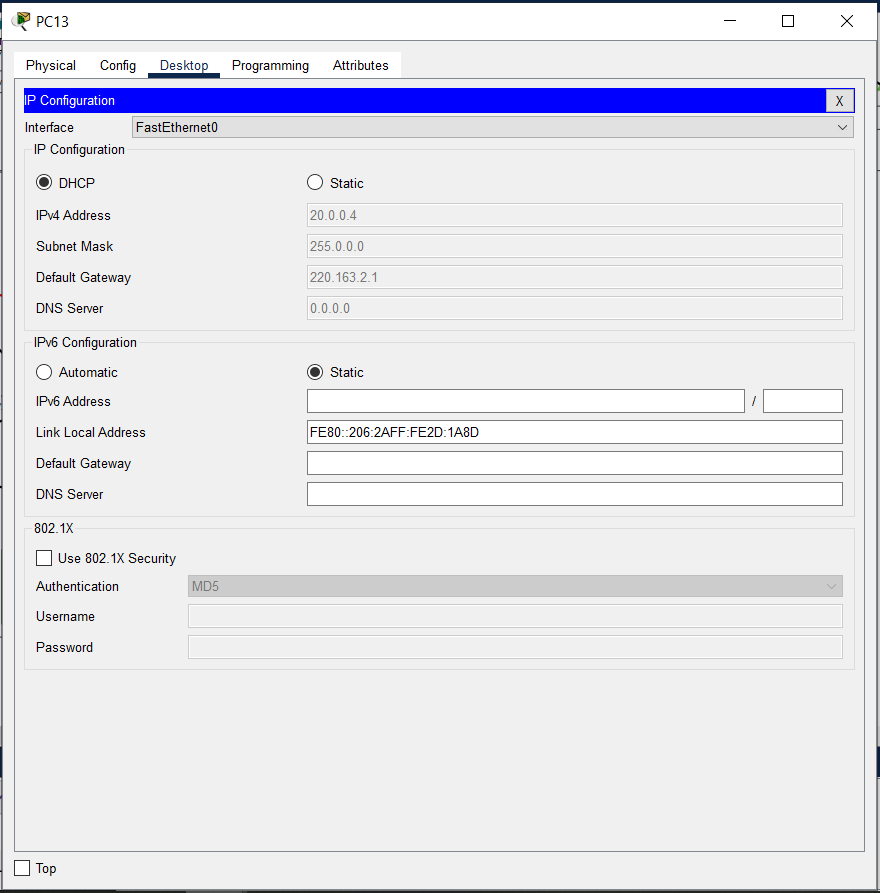 PC13
Physical Config Desktop Programming Attributes
IP Configuration X
Interface FastEthernet0
IP Configuration
DHCP Static
IPv4 Address 20.0.0.4
Subnet Mask 255.0.0.0
Default Gateway 220.163.2.1
DNS Server 0.0.0.0
IPv6 Configuration
Automatic Static
IPv6 Address /
Link Local Address FE80::206:2AFF:FE2D:1A8D
Default Gateway
DNS Server
802.1X
Use 802.1X Security
Authentication MD5
Username
Password
Top